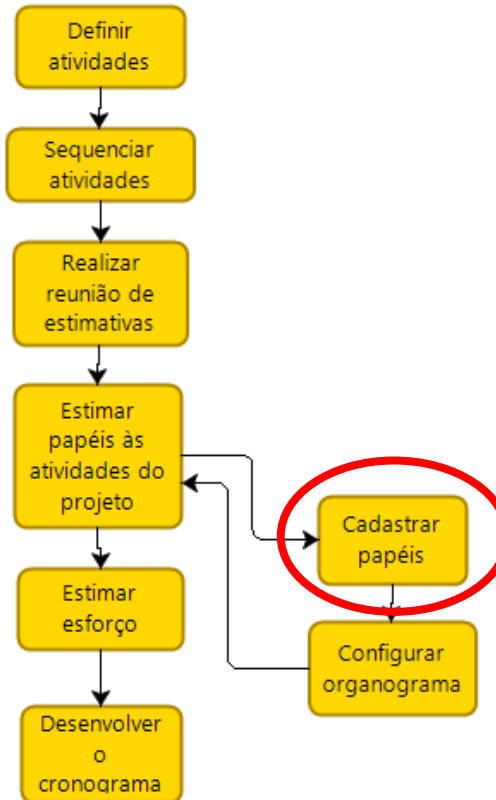 Definir
atividades
Sequenciar
atividades
Realizar
reunião de
estimativas
Estimar
papéis às
atividades do
projeto
Cadastrar
papéis
Estimar
esforço
Configurar
organograma
Desenvolver
o
cronograma